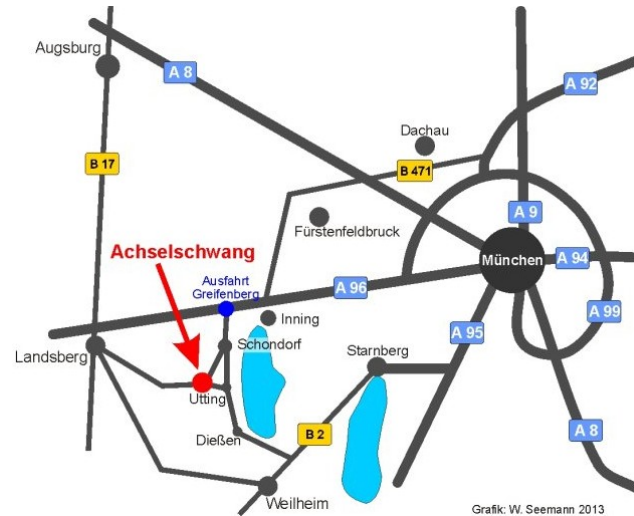 Augsburg
A 8
A 92
Dachau
B 17
B 471
A 9
Fürstenfeldbruck
München
A 94
Achselschwang
Ausfahrt
Greifenberg
A 96
A 99
Inning
A 95
Landsberg
Schondorf
Starnberg
Utting
Dießen
B 2
A 8
Weilheim
Grafik: W. Seemann 2013